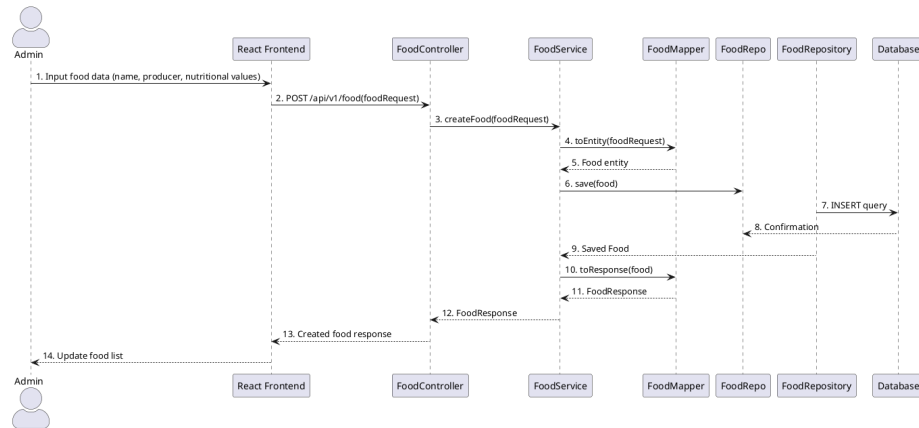 Admin
React Frontend
FoodController
FoodService
FoodMapper
FoodRepo
FoodRepository
Database
1. Input food data (name, producer, nutritional values)
2. POST /api/v1/food(foodRequest)
3. createFood(foodRequest)
4. toEntity(foodRequest)
5. Food entity
6. save(food)
7. INSERT query
8. Confirmation
9. Saved Food
10. toResponse(food)
11. FoodResponse
12. FoodResponse
13. Created food response
14. Update food list
Admin
React Frontend
FoodController
FoodService
FoodMapper
FoodRepo
FoodRepository
Database